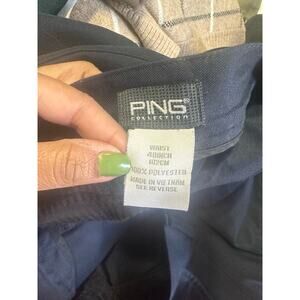 PING
COLLECTION
WAIST
40INCH
102CM
100% POLYESTER
MADE IN VIETNAM
SEE REVERSE